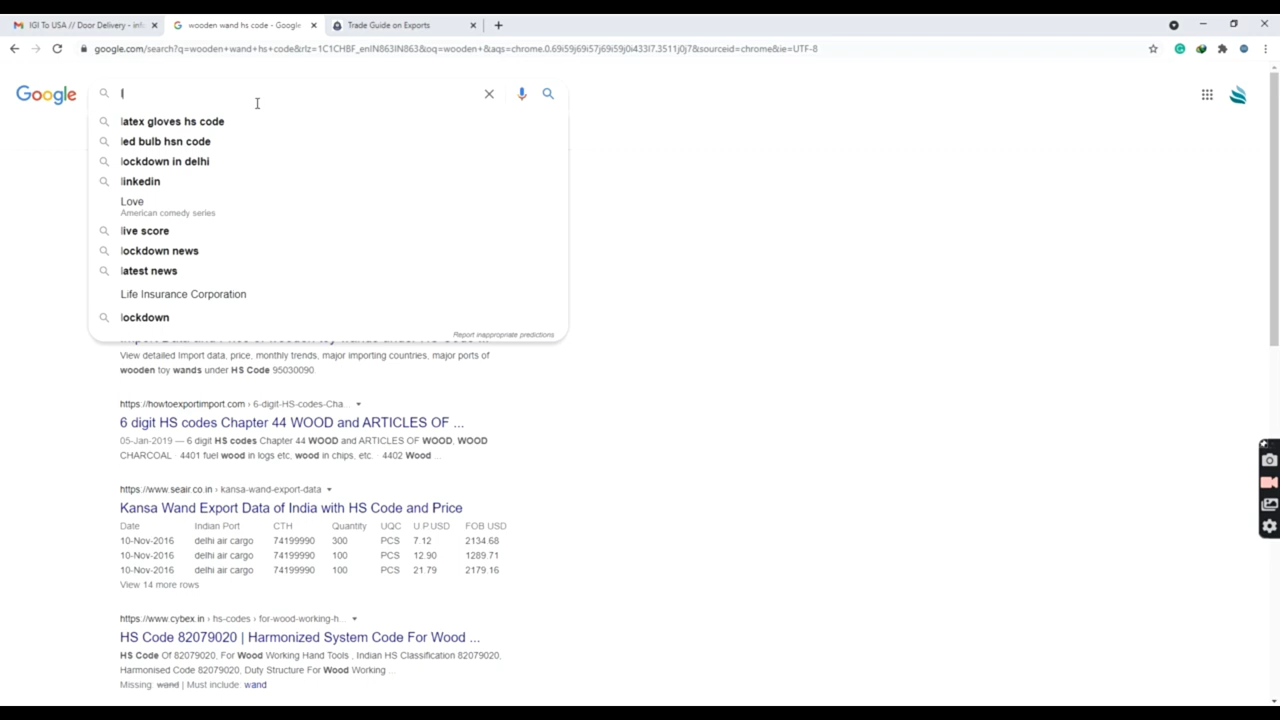 IGI To USA // Door Delivery - inf
wooden wand hs code - Google
Trade Guide on Exports
google.com/search?q=wooden+wand+hs+code&rlz=1C1CHBF_enIN863IN863&oq=wooden+&aqs=chrome.0.69i59j69i57j69i59j0i433l7.3511j0j7&sourceid=chrome&ie=UTF-8
Google
l
latex gloves hs code
led bulb hsn code
lockdown in delhi
linkedin
Love
American comedy series
live score
lockdown news
latest news
Life Insurance Corporation
lockdown
Report inappropriate predictions
View detailed Import data, price, monthly trends, major importing countries, major ports of
wooden toy wands under HS Code 95030090.
https://howtoexportimport.com › 6-digit-HS-codes-Cha...
6 digit HS codes Chapter 44 WOOD and ARTICLES OF ...
05-Jan-2019 — 6 digit HS codes Chapter 44 WOOD and ARTICLES OF WOOD, WOOD
CHARCOAL · 4401 fuel wood in logs etc, wood in chips, etc. · 4402 Wood ...
https://www.seair.co.in › kansa-wand-export-data
Kansa Wand Export Data of India with HS Code and Price
Date Indian Port CTH Quantity UQC U P USD FOB USD
10-Nov-2016 delhi air cargo 74199990 300 PCS 7.12 2134.68
10-Nov-2016 delhi air cargo 74199990 100 PCS 12.90 1289.71
10-Nov-2016 delhi air cargo 74199990 100 PCS 21.79 2179.16
View 14 more rows
https://www.cybex.in › hs-codes › for-wood-working-h...
HS Code 82079020 | Harmonized System Code For Wood ...
HS Code Of 82079020, For Wood Working Hand Tools , Indian HS Classification 82079020,
Harmonised Code 82079020, Duty Structure For Wood Working ...
Missing: wand | Must include: wand